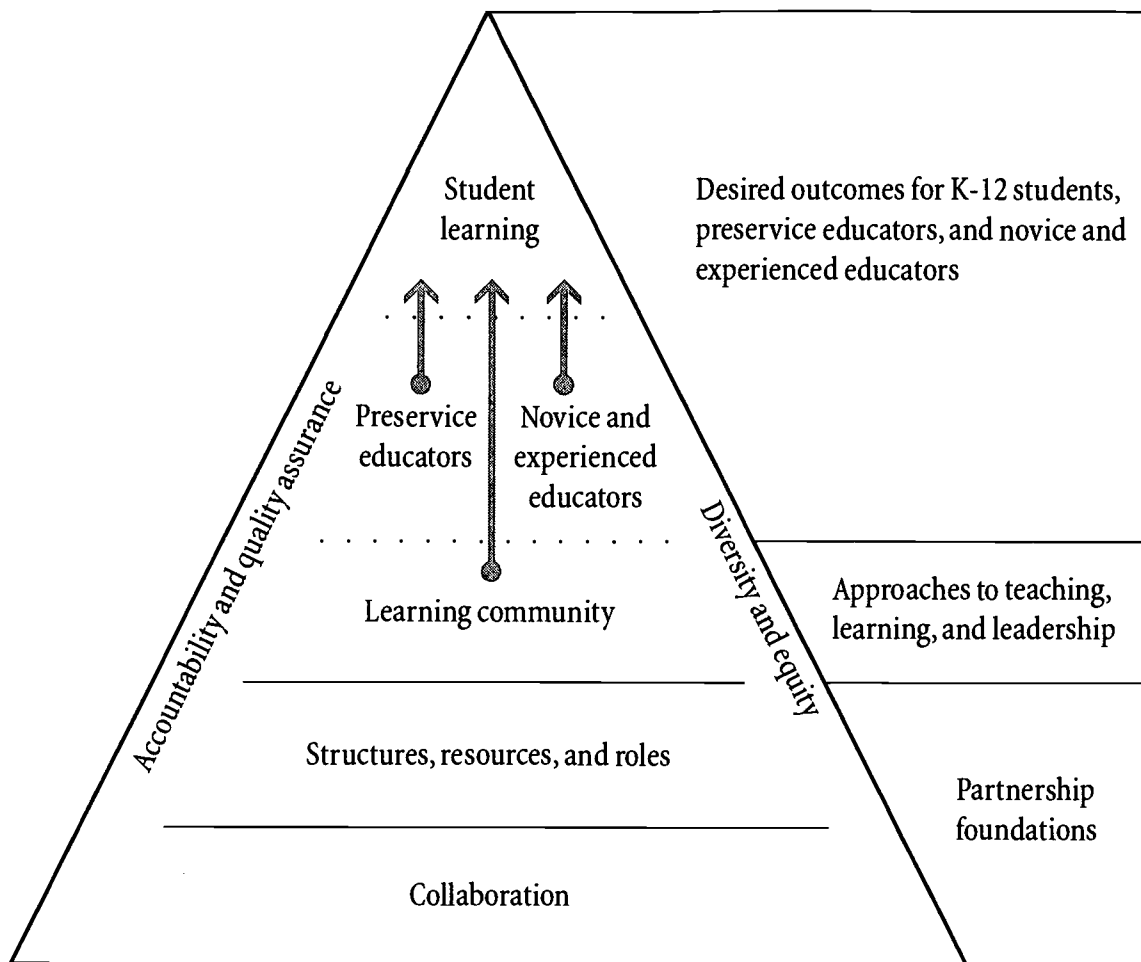 Student
learning
Desired outcomes for K-12 students,
preservice educators, and novice and
experienced educators
Preservice
educators
Novice and
experienced
educators
Accountability and quality assurance
Diversity and equity
Learning community
Approaches to teaching,
learning, and leadership
Structures, resources, and roles
Partnership
foundations
Collaboration